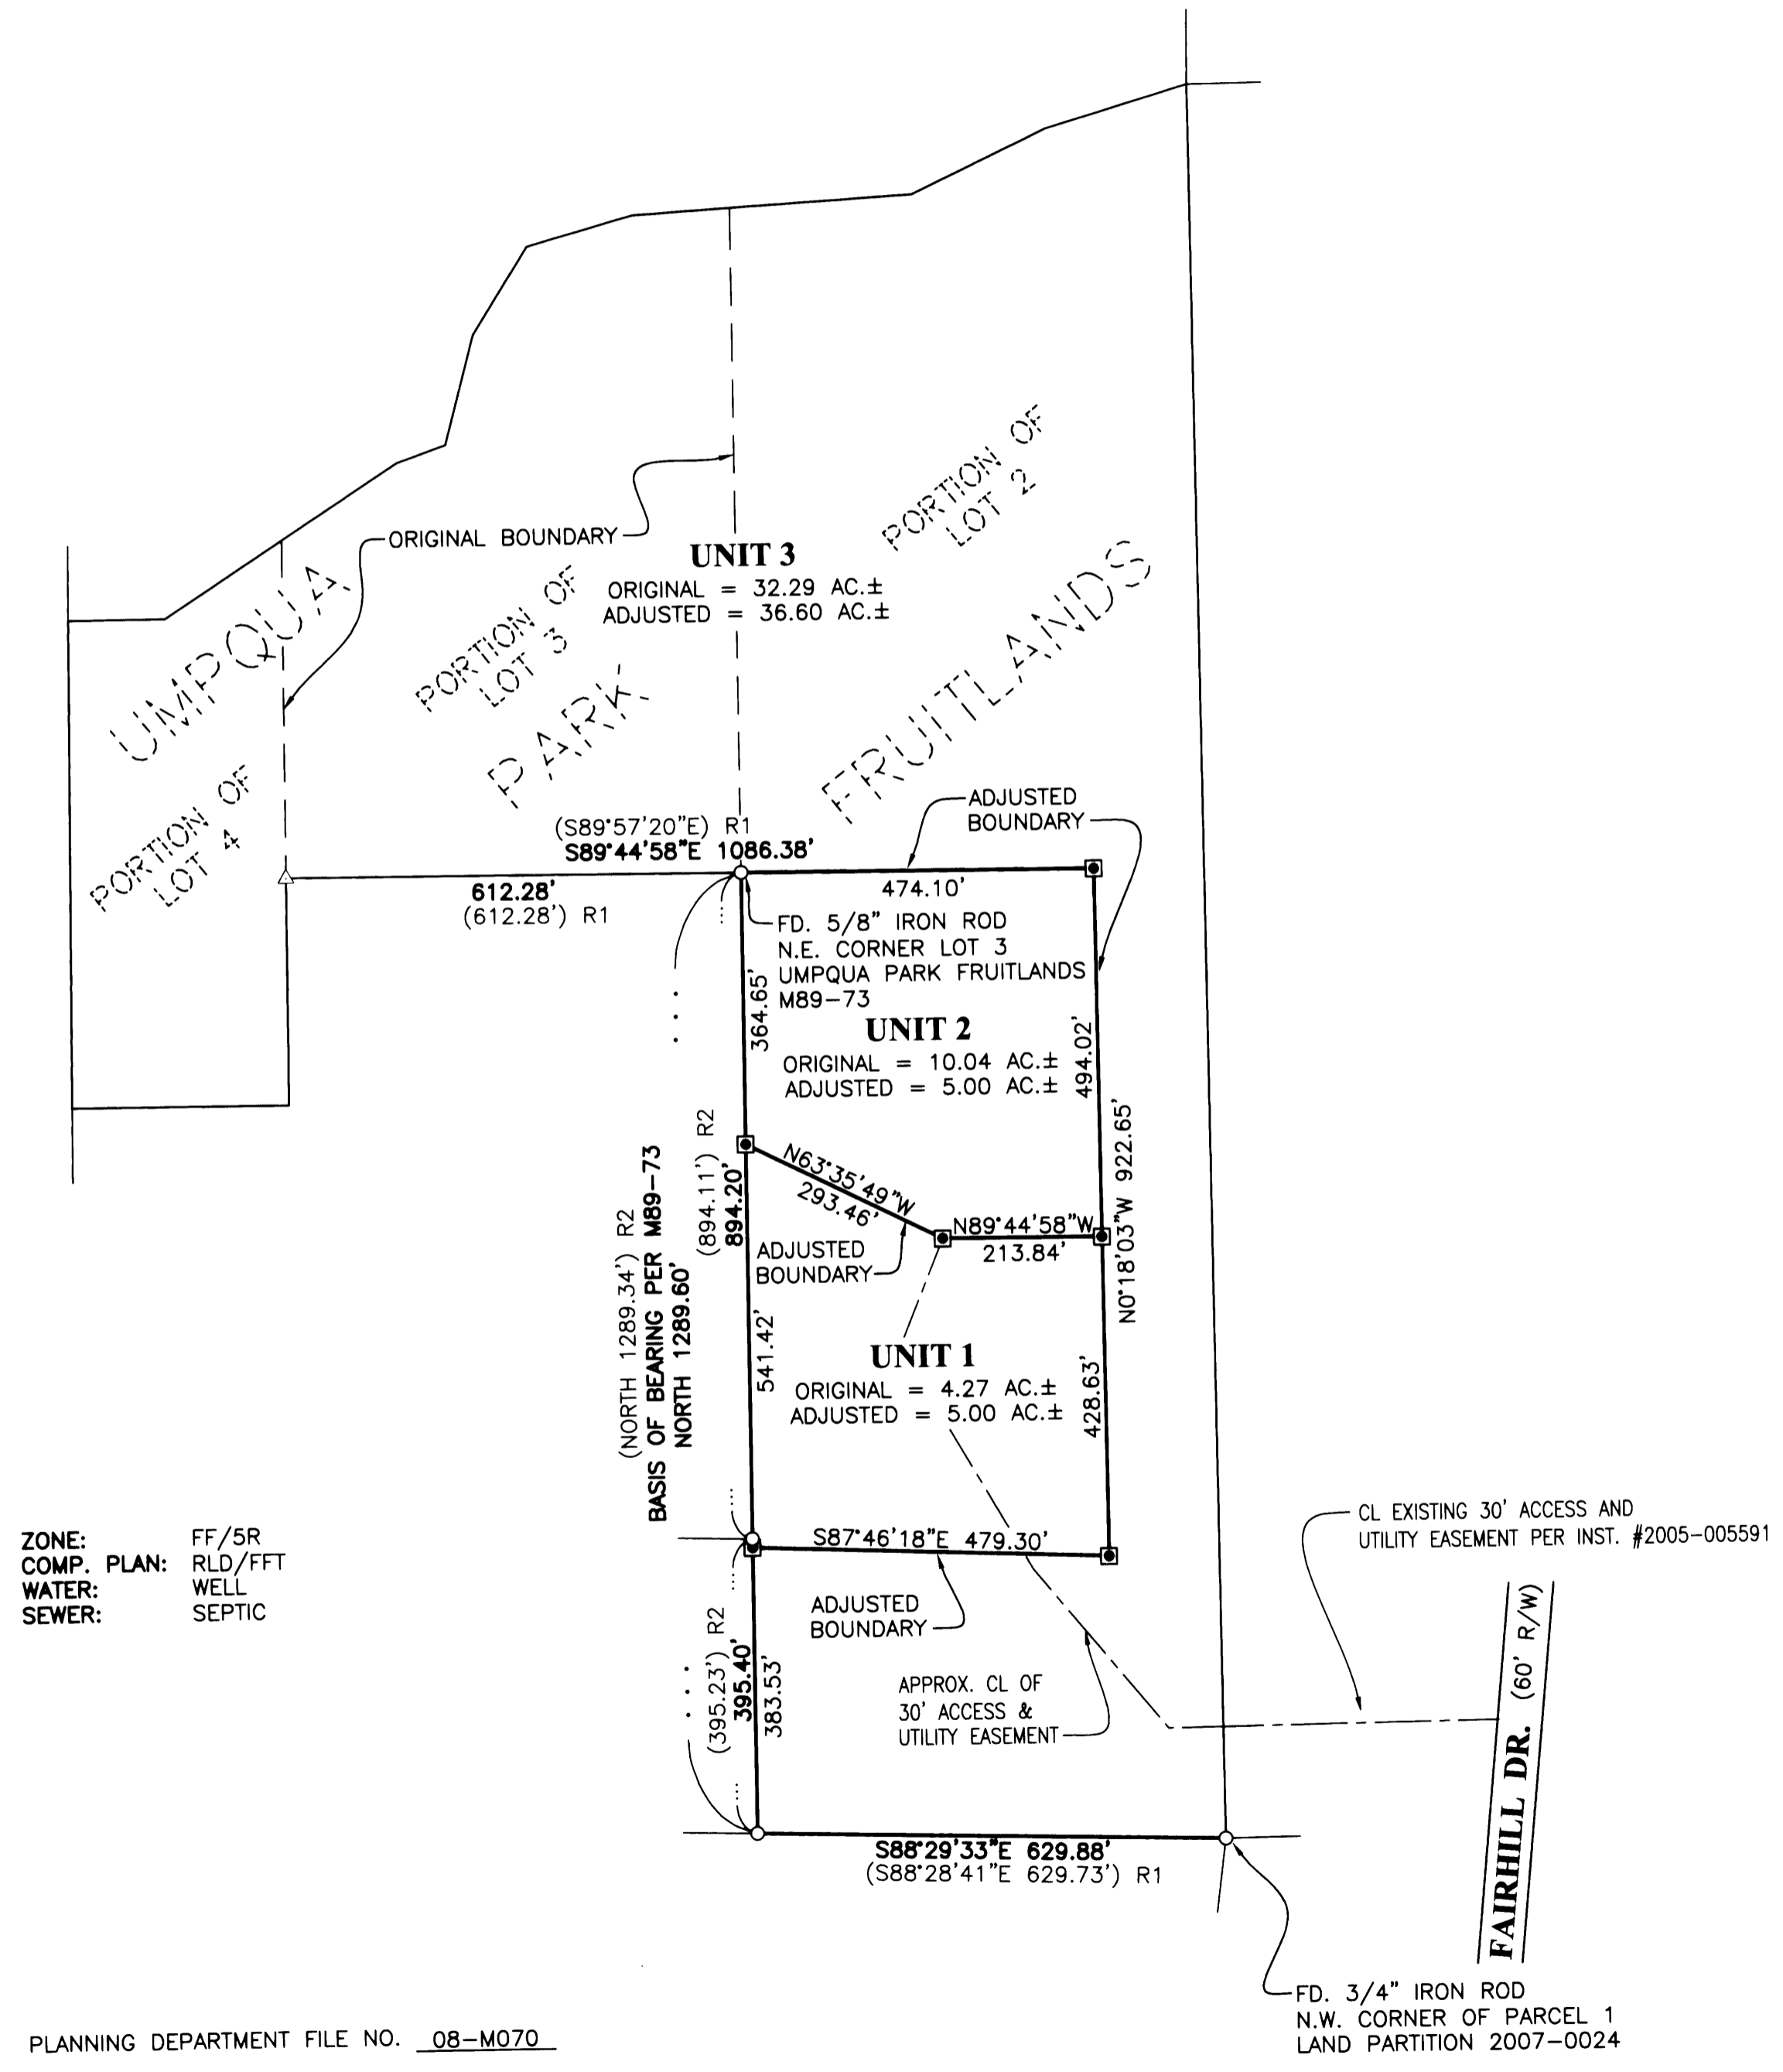 PORTION OF
LOT 2
ORIGINAL BOUNDARY
UNIT 3
ORIGINAL = 32.29 AC.±
ADJUSTED = 36.60 AC.±
UMPQUA
PORTION OF
LOT 3
PARK
FRUITLANDS
PORTION OF
LOT 4
ADJUSTED
BOUNDARY
(S89°57'20"E) R1
S89°44'58"E 1086.38'
612.28'
(612.28') R1
474.10'
FD. 5/8" IRON ROD
N.E. CORNER LOT 3
UMPQUA PARK FRUITLANDS
M89-73
364.65'
UNIT 2
ORIGINAL = 10.04 AC.±
ADJUSTED = 5.00 AC.±
494.02'
N0°18'03"W 922.65'
(894.11') R2
894.20'
(NORTH 1289.34') R2
BASIS OF BEARING PER M89-73
NORTH 1289.60'
N63°35'49"W
293.46'
N89°44'58"W
213.84'
ADJUSTED
BOUNDARY
541.42'
UNIT 1
ORIGINAL = 4.27 AC.±
ADJUSTED = 5.00 AC.±
428.63'
S87°46'18"E 479.30'
ADJUSTED
BOUNDARY
CL EXISTING 30' ACCESS AND
UTILITY EASEMENT PER INST. #2005-005591
ZONE: FF/5R
COMP. PLAN: RLD/FFT
WATER: WELL
SEWER: SEPTIC
(395.23') R2
395.40'
383.53'
APPROX. CL OF
30' ACCESS &
UTILITY EASEMENT
FAIRHILL DR. (60' R/W)
S88°29'33"E 629.88'
(S88°28'41"E 629.73') R1
FD. 3/4" IRON ROD
N.W. CORNER OF PARCEL 1
LAND PARTITION 2007-0024
PLANNING DEPARTMENT FILE NO. 08-M070